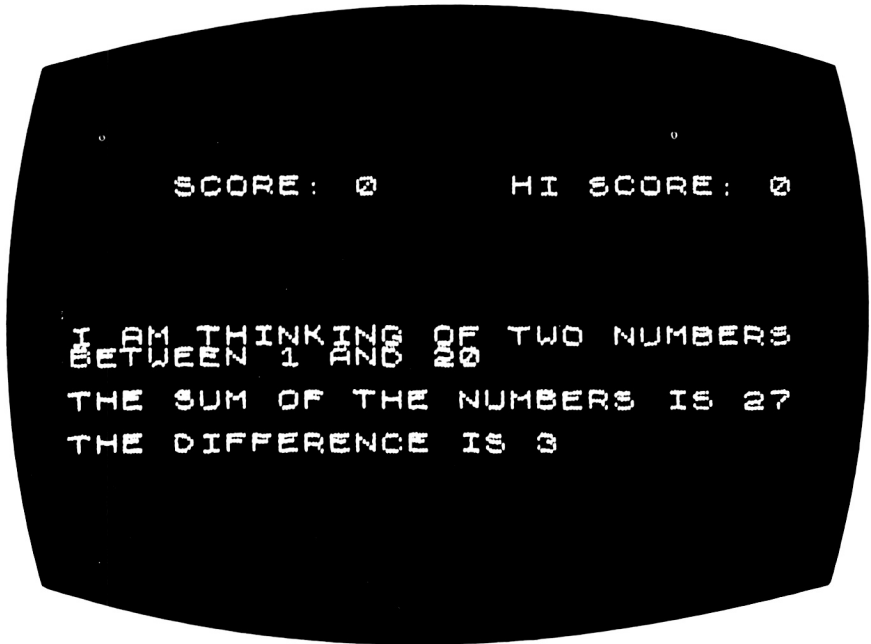 SCORE: 0 HI SCORE: 0
I AM THINKING OF TWO NUMBERS
BETWEEN 1 AND 20
THE SUM OF THE NUMBERS IS 27
THE DIFFERENCE IS 3